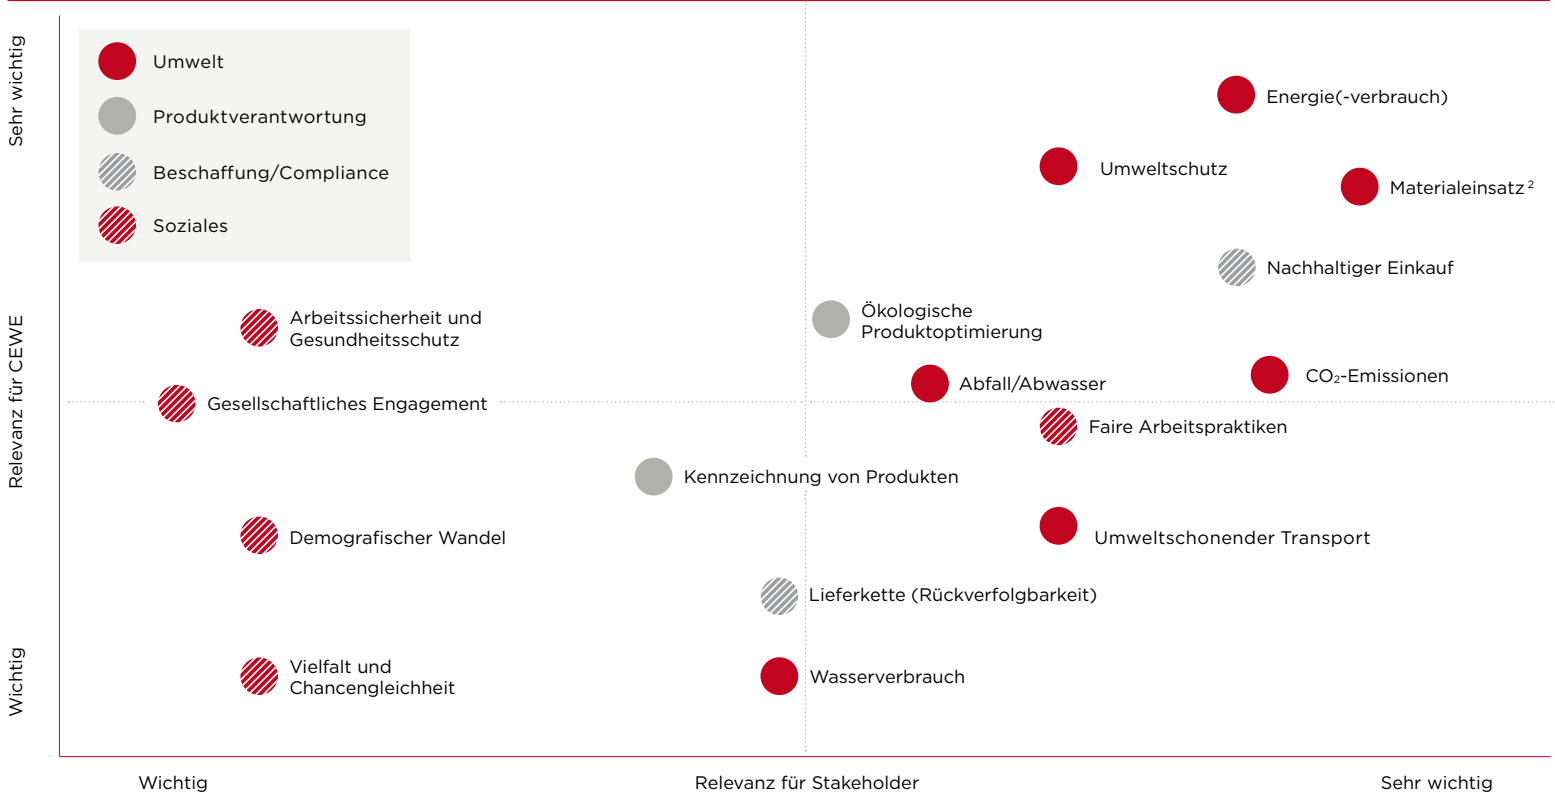 Sehr wichtig
Relevanz für CEWE
Wichtig
Umwelt
Produktverantwortung
Beschaffung/Compliance
Soziales
Energie(-verbrauch)
Umweltschutz
Materialeinsatz²
Nachhaltiger Einkauf
Arbeitssicherheit und
Gesundheitsschutz
Ökologische
Produktoptimierung
CO₂-Emissionen
Abfall/Abwasser
Gesellschaftliches Engagement
Faire Arbeitspraktiken
Kennzeichnung von Produkten
Demografischer Wandel
Umweltschonender Transport
Lieferkette (Rückverfolgbarkeit)
Vielfalt und
Chancengleichheit
Wasserverbrauch
Wichtig
Relevanz für Stakeholder
Sehr wichtig